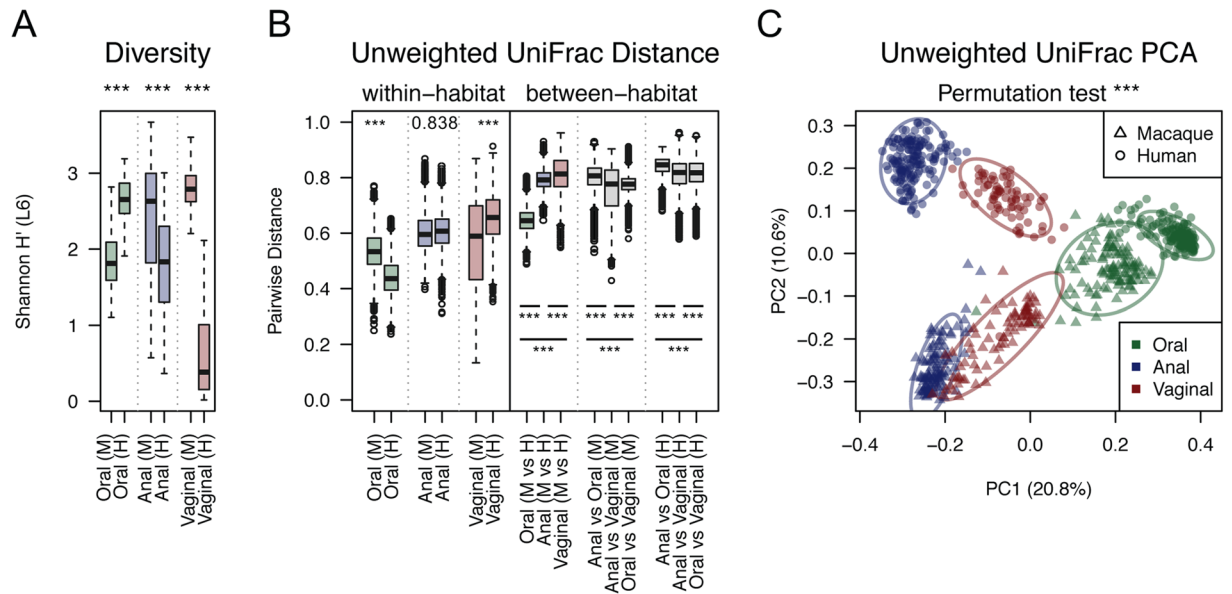 A
Diversity
*** *** ***
Shannon H' (L6)
3
2
1
0
Oral (M)
Oral (H)
Anal (M)
Anal (H)
Vaginal (M)
Vaginal (H)
B
Unweighted UniFrac Distance
within−habitat
between−habitat
*** 0.838 ***
Pairwise Distance
1.0
0.8
0.6
0.4
0.2
0.0
*** *** *** *** *** ***
*** *** ***
Oral (M)
Oral (H)
Anal (M)
Anal (H)
Vaginal (M)
Vaginal (H)
Oral (M vs H)
Anal (M vs H)
Vaginal (M vs H)
Anal vs Oral (M)
Anal vs Vaginal (M)
Oral vs Vaginal (M)
Anal vs Oral (H)
Anal vs Vaginal (H)
Oral vs Vaginal (H)
C
Unweighted UniFrac PCA
Permutation test ***
Macaque
Human
PC2 (10.6%)
0.3
0.2
0.1
0.0
−0.1
−0.2
−0.3
Oral
Anal
Vaginal
−0.4 −0.2 0.0 0.2 0.4
PC1 (20.8%)